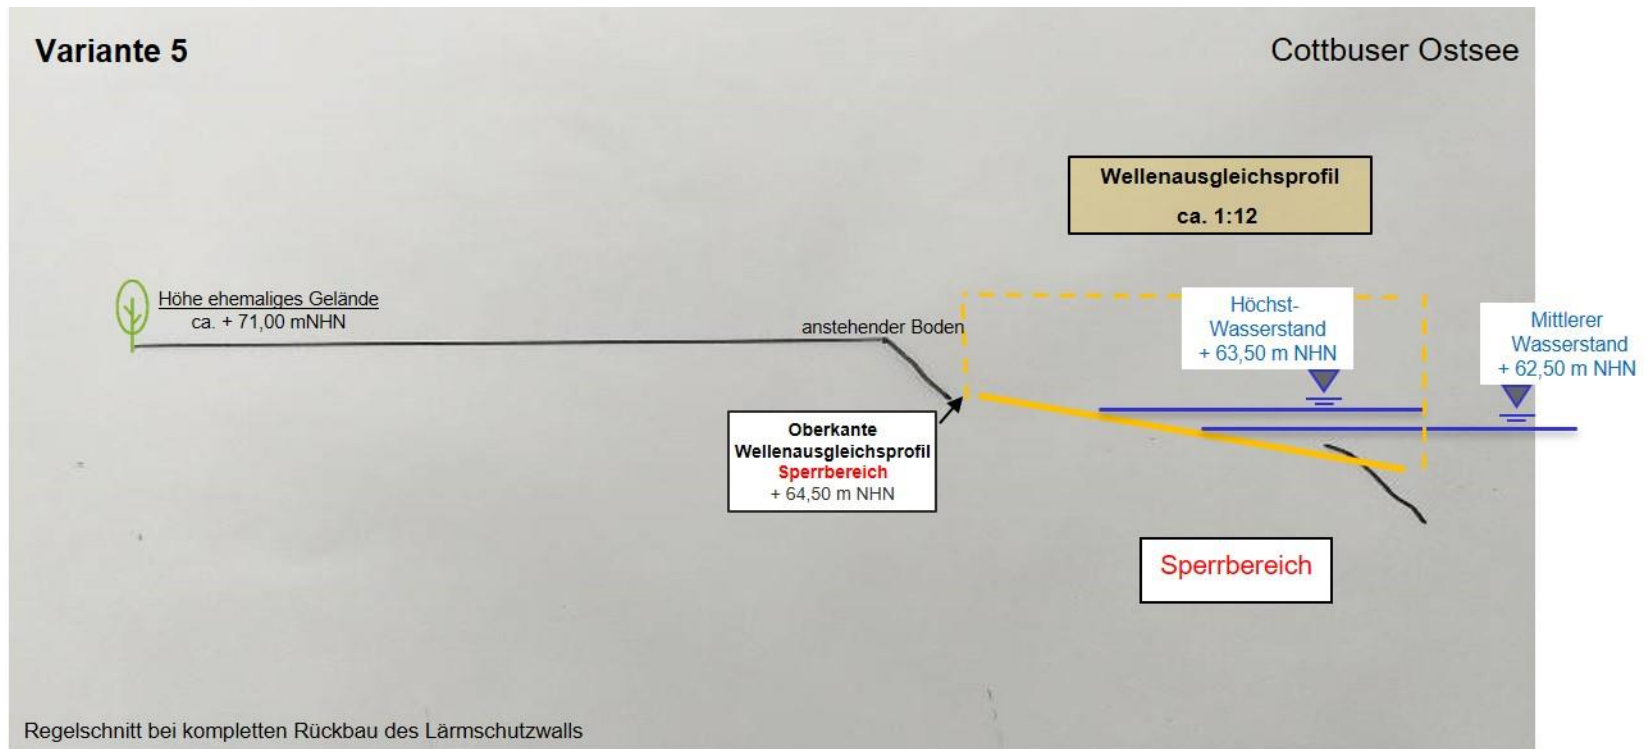 Variante 5
Cottbuser Ostsee
Wellenausgleichsprofil
ca. 1:12
Höhe ehemaliges Gelände
ca. + 71,00 mNHN
anstehender Boden
Höchst-
Wasserstand
+ 63,50 m NHN
Mittlerer
Wasserstand
+ 62,50 m NHN
Oberkante
Wellenausgleichsprofil
Sperrbereich
+ 64,50 m NHN
Sperrbereich
Regelschnitt bei kompletten Rückbau des Lärmschutzwalls